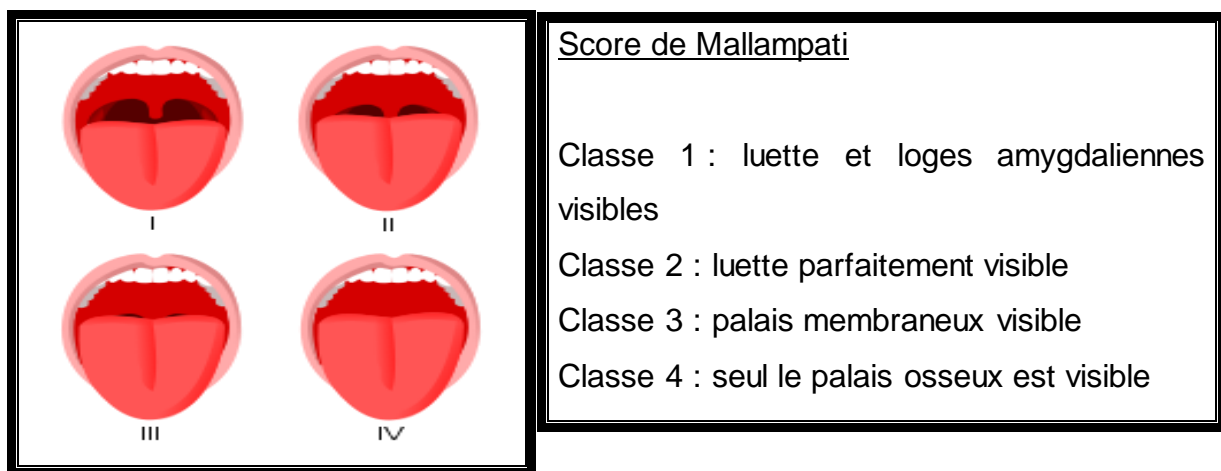 I
II
III
IV
Score de Mallampati
Classe 1 : luette et loges amygdaliennes
visibles
Classe 2 : luette parfaitement visible
Classe 3 : palais membraneux visible
Classe 4 : seul le palais osseux est visible